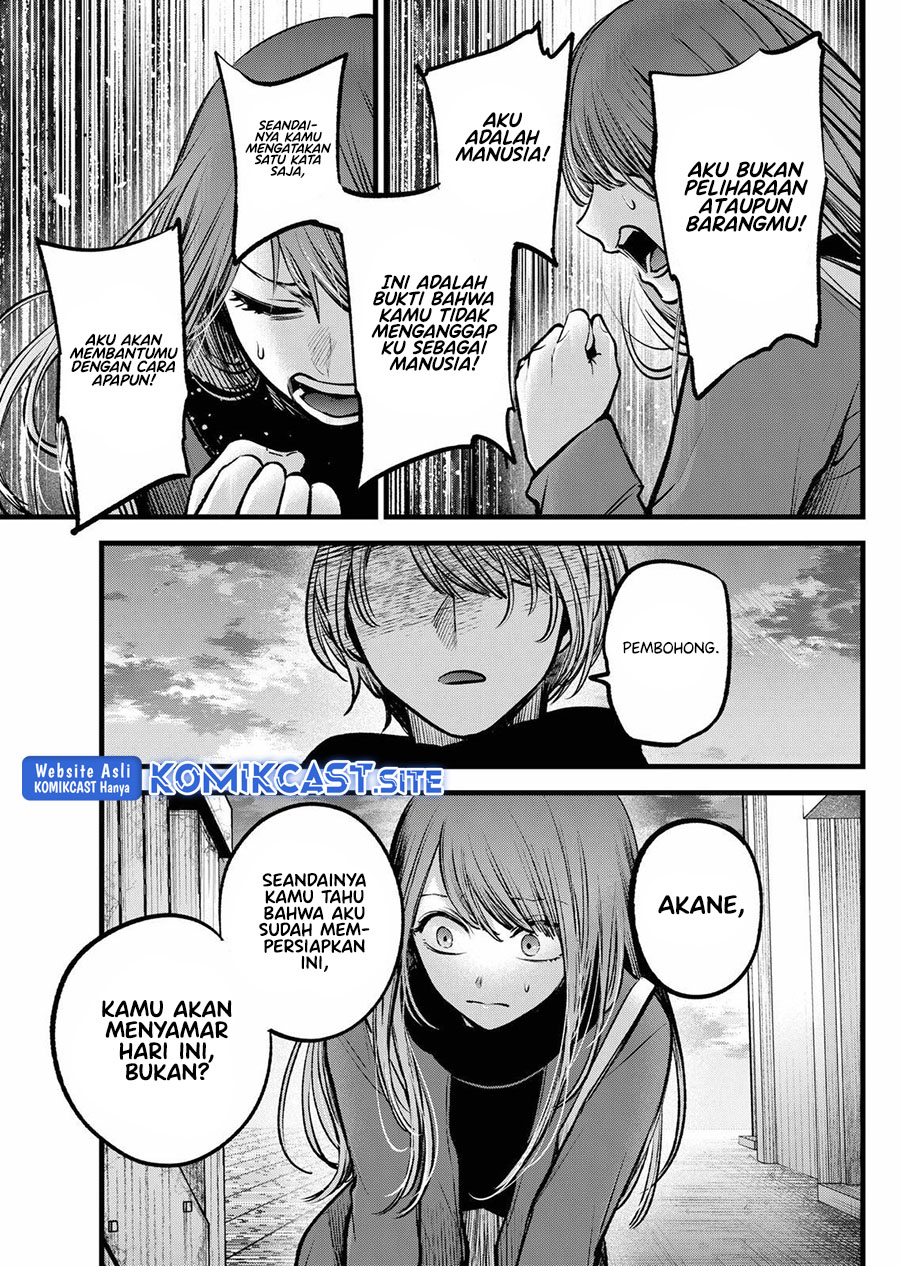 AKU BUKAN
PELIHARAAN
ATAUPUN
BARANGMU!
AKU
ADALAH
MANUSIA!
INI ADALAH
BUKTI BAHWA
KAMU TIDAK
MENGANGGAP
KU SEBAGAI
MANUSIA!
SEANDAI-
NYA KAMU
MENGATAKAN
SATU KATA
SAJA,
AKU AKAN
MEMBANTUMU
DENGAN CARA
APAPUN!
PEMBOHONG.
Website Asli
KOMIKCAST Hanya
KOMIKCAST.SITE
AKANE,
SEANDAINYA
KAMU TAHU
BAHWA AKU
SUDAH MEM-
PERSIAPKAN
INI,
KAMU AKAN
MENYAMAR
HARI INI,
BUKAN?